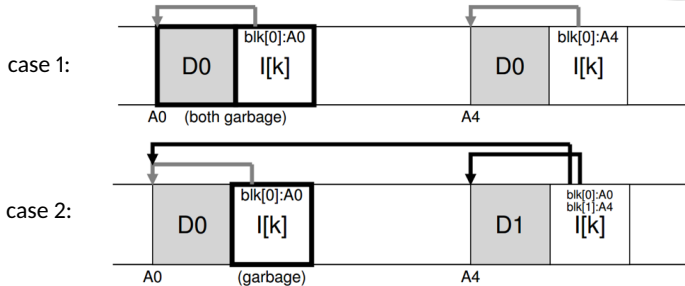 case 1:
blk[0]:A0
D0
I[k]
blk[0]:A4
D0
I[k]
A0
(both garbage)
A4
case 2:
blk[0]:A0
D0
I[k]
blk[0]:A0
blk[1]:A4
D1
I[k]
A0
(garbage)
A4